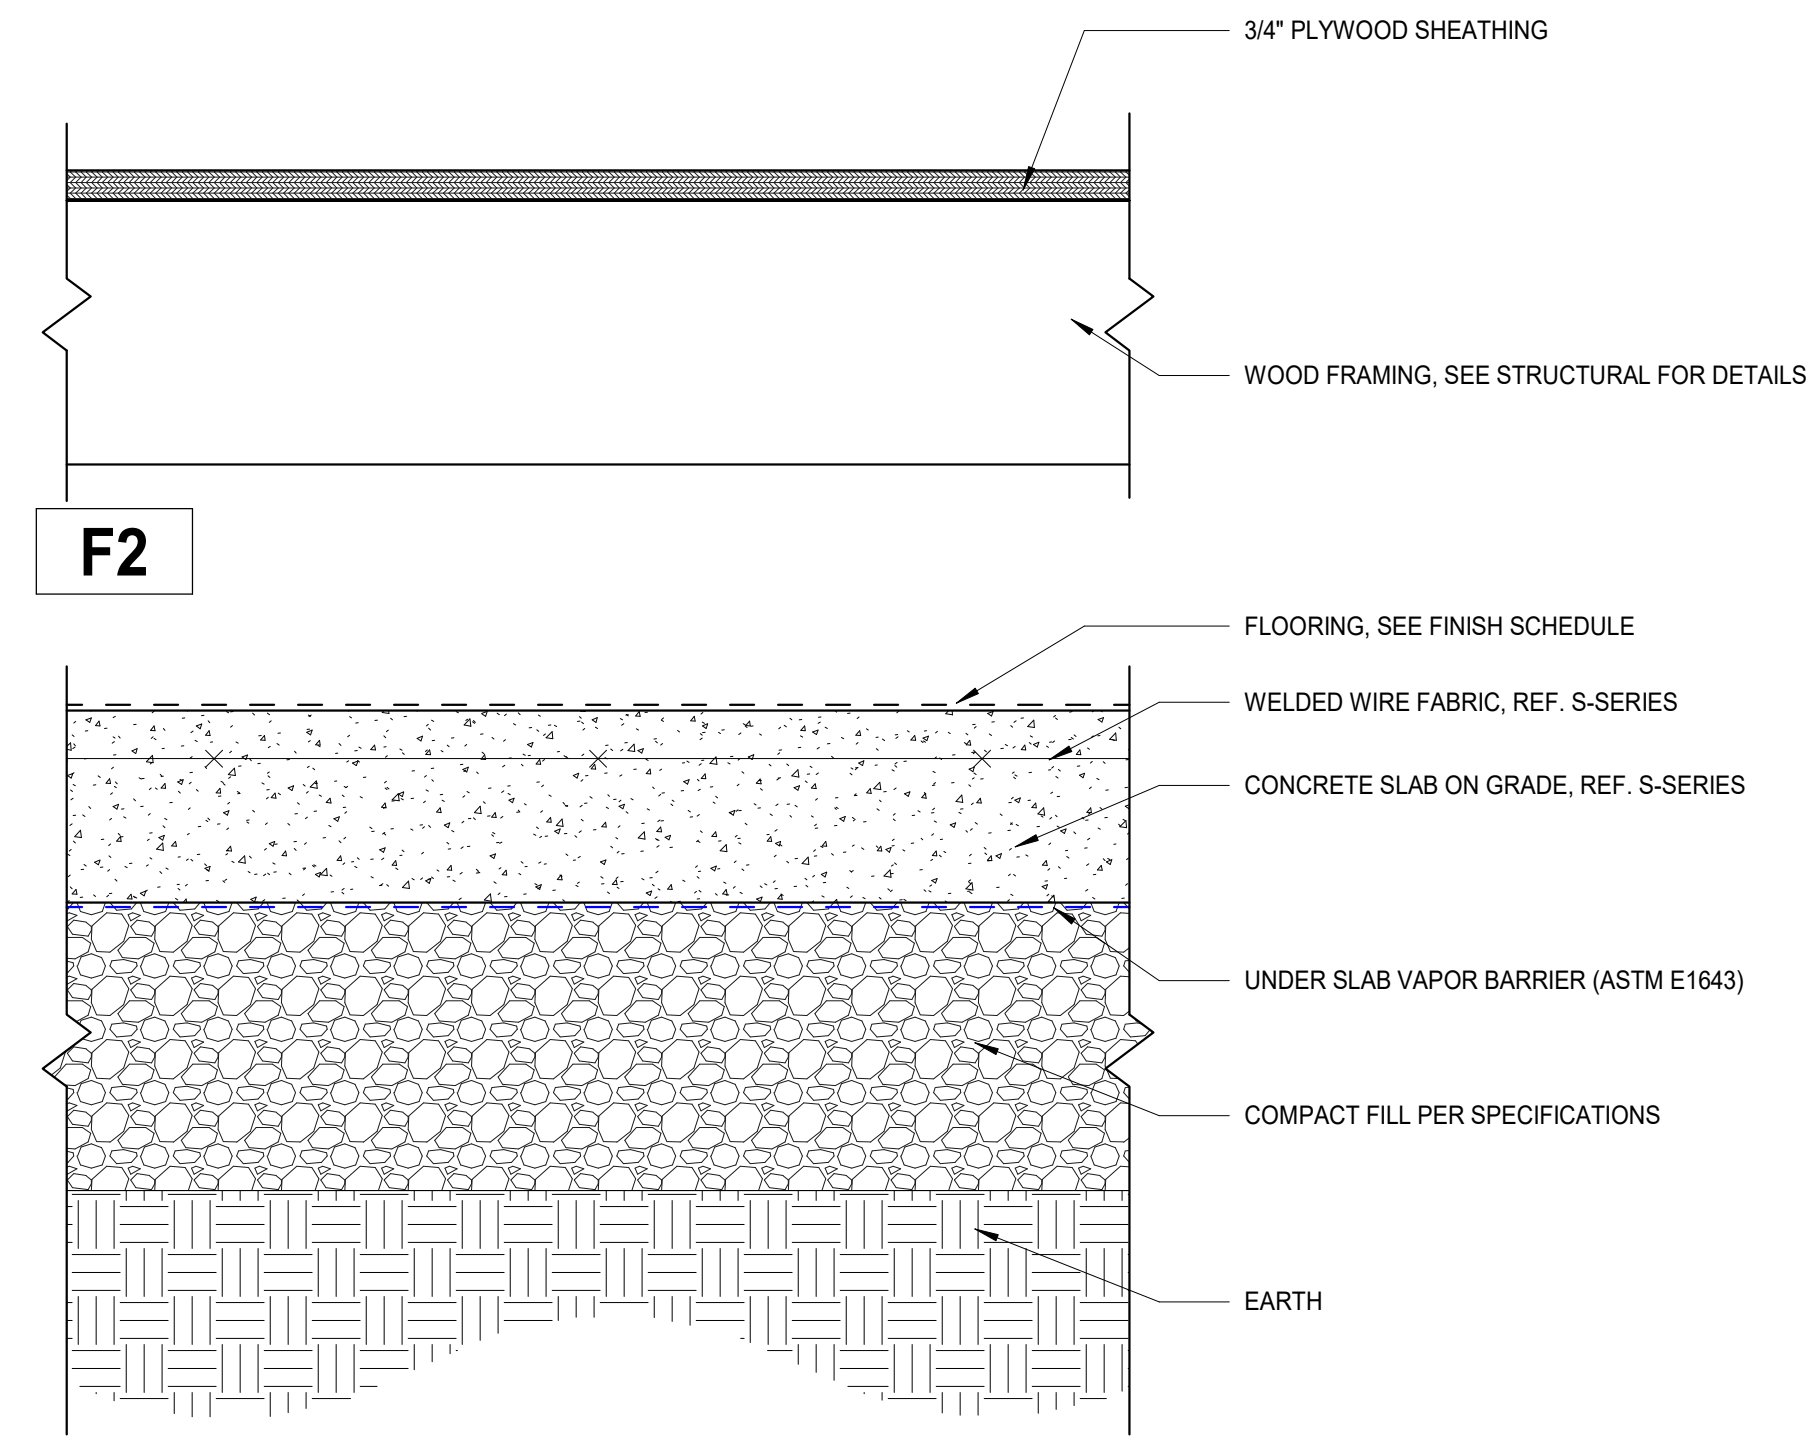 3/4" PLYWOOD SHEATHING
WOOD FRAMING, SEE STRUCTURAL FOR DETAILS
F2
FLOORING, SEE FINISH SCHEDULE
WELDED WIRE FABRIC, REF. S-SERIES
CONCRETE SLAB ON GRADE, REF. S-SERIES
UNDER SLAB VAPOR BARRIER (ASTM E1643)
COMPACT FILL PER SPECIFICATIONS
EARTH